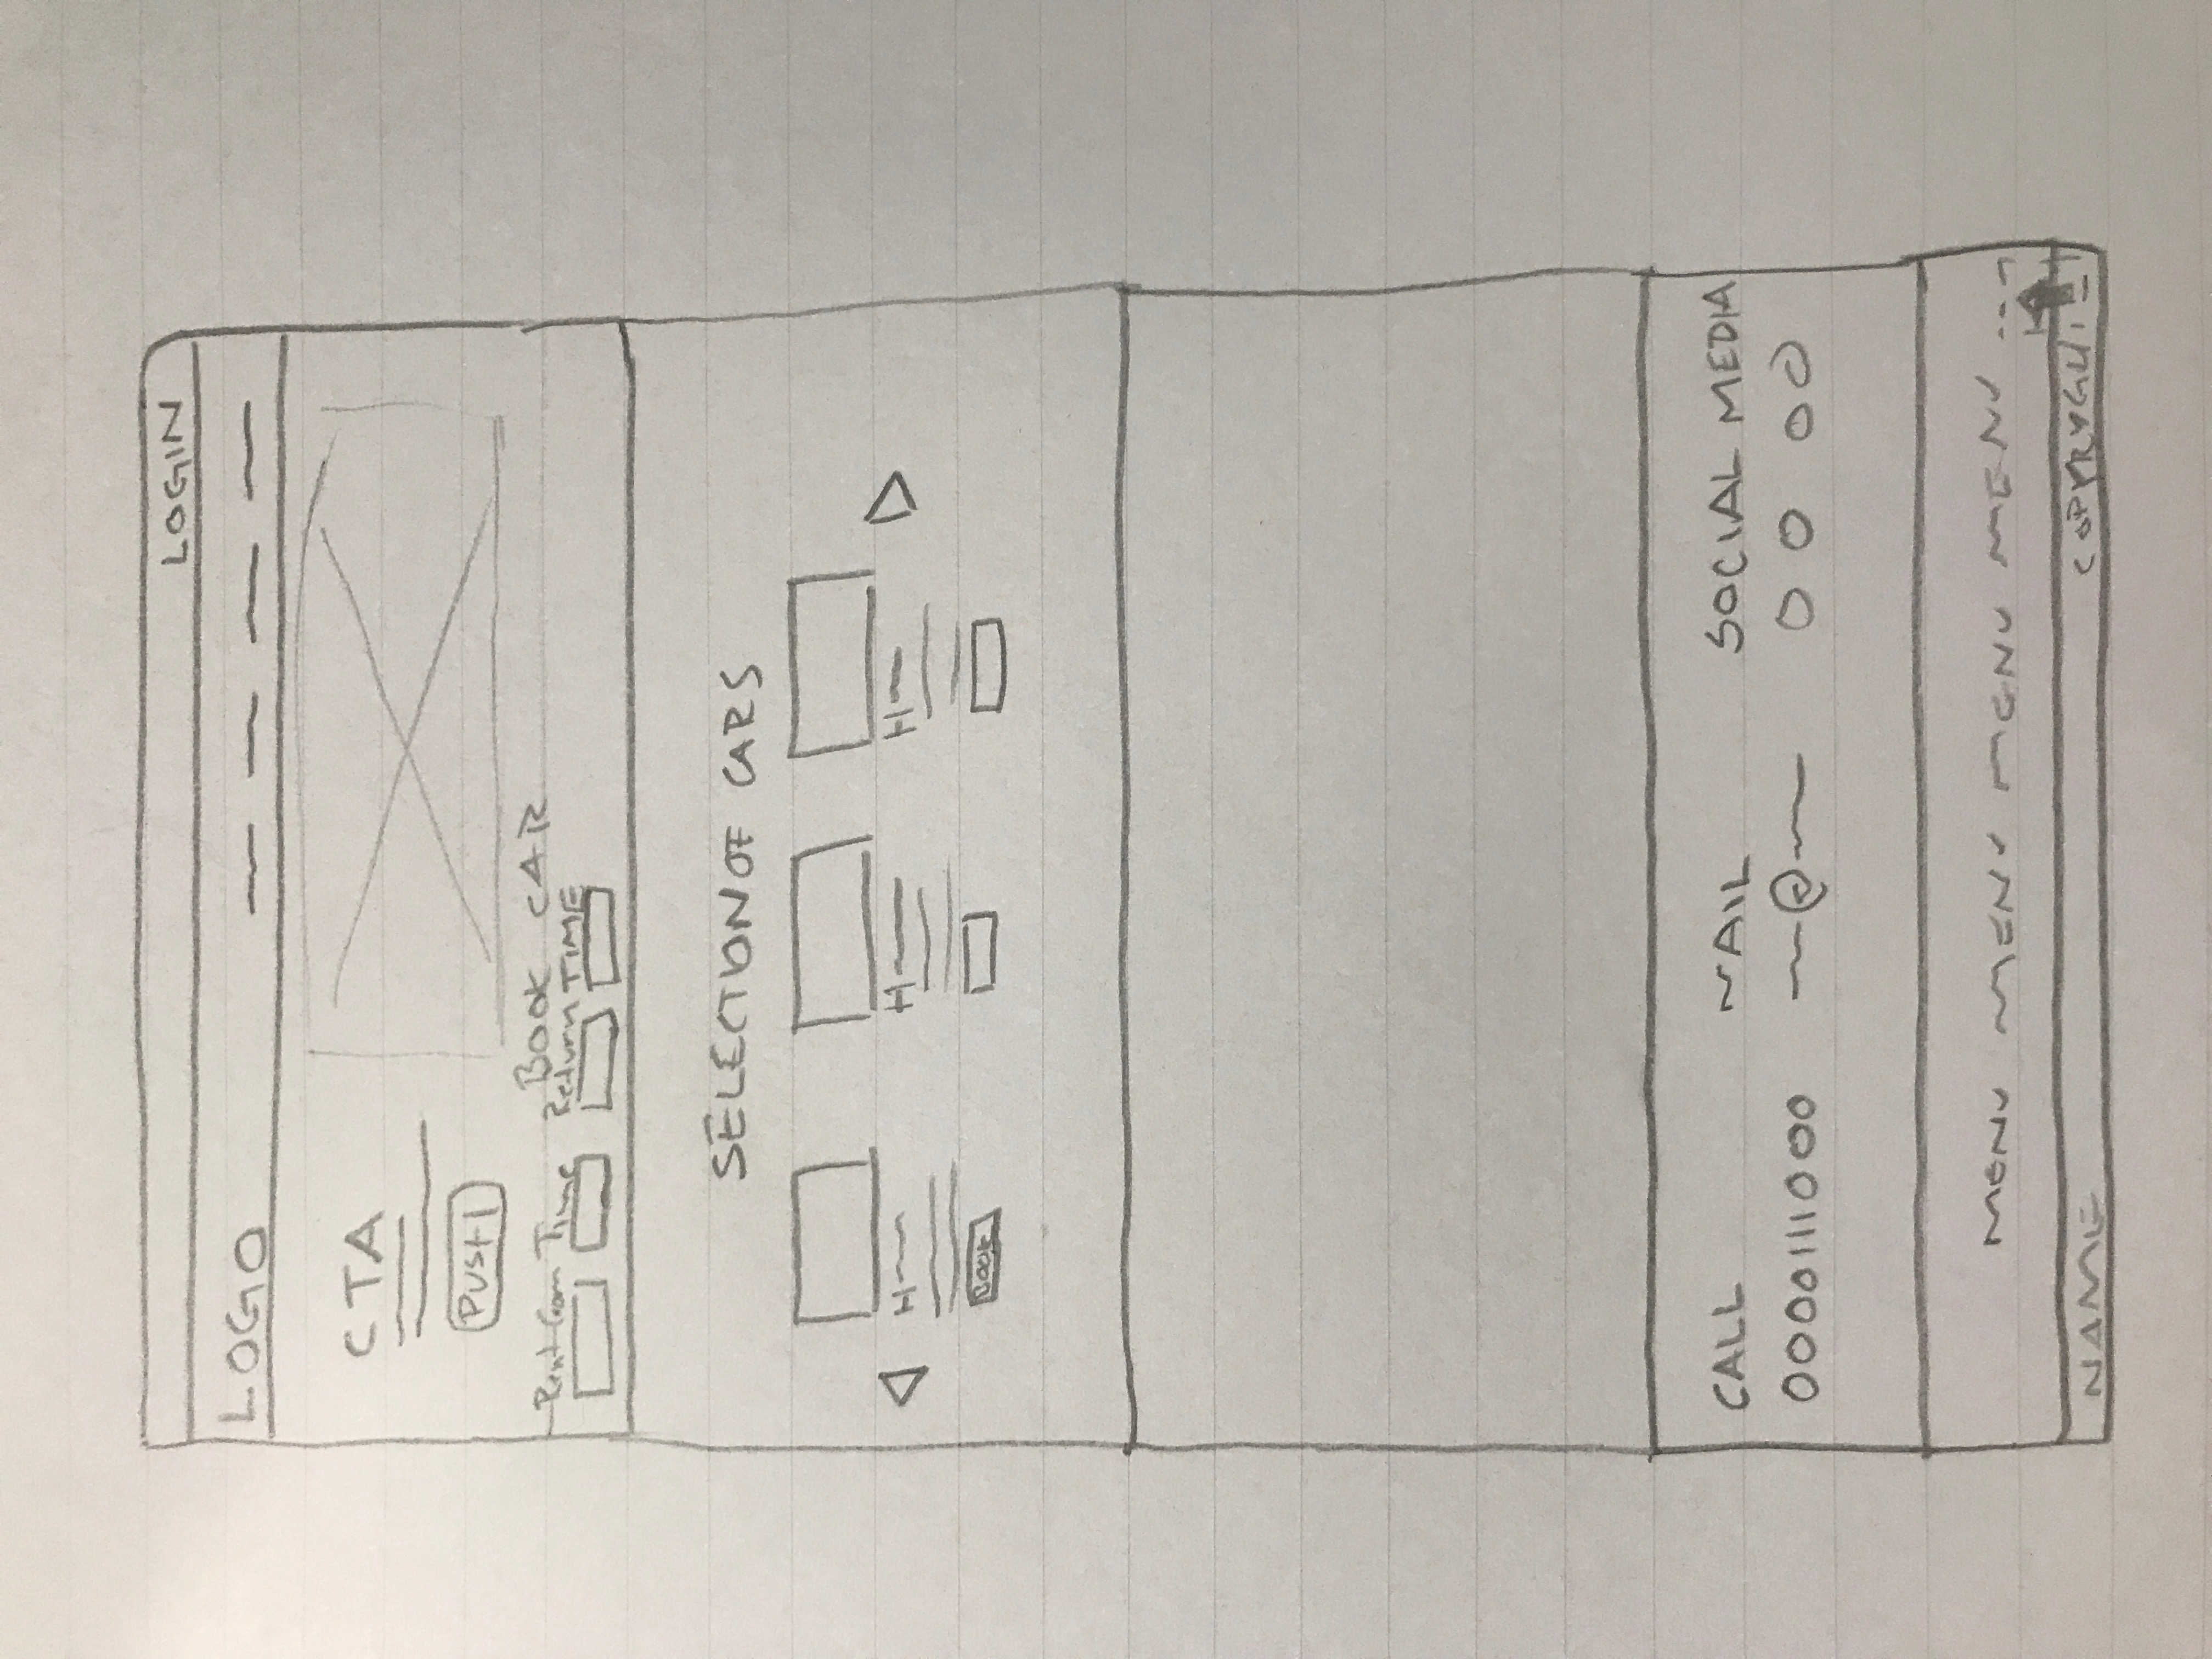 LOGIN
LOGO
CTA
PUSH
BOOK CAR
Rent from Time Return TIME
SELECTION OF CARS
H H H
BOOK
CALL MAIL SOCIAL MEDIA
0000111000 @
MENU MENU MENU MENU
NAME